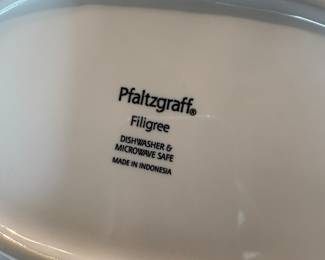 Pfaltzgraff®
Filigree
DISHWASHER &
MICROWAVE SAFE
MADE IN INDONESIA